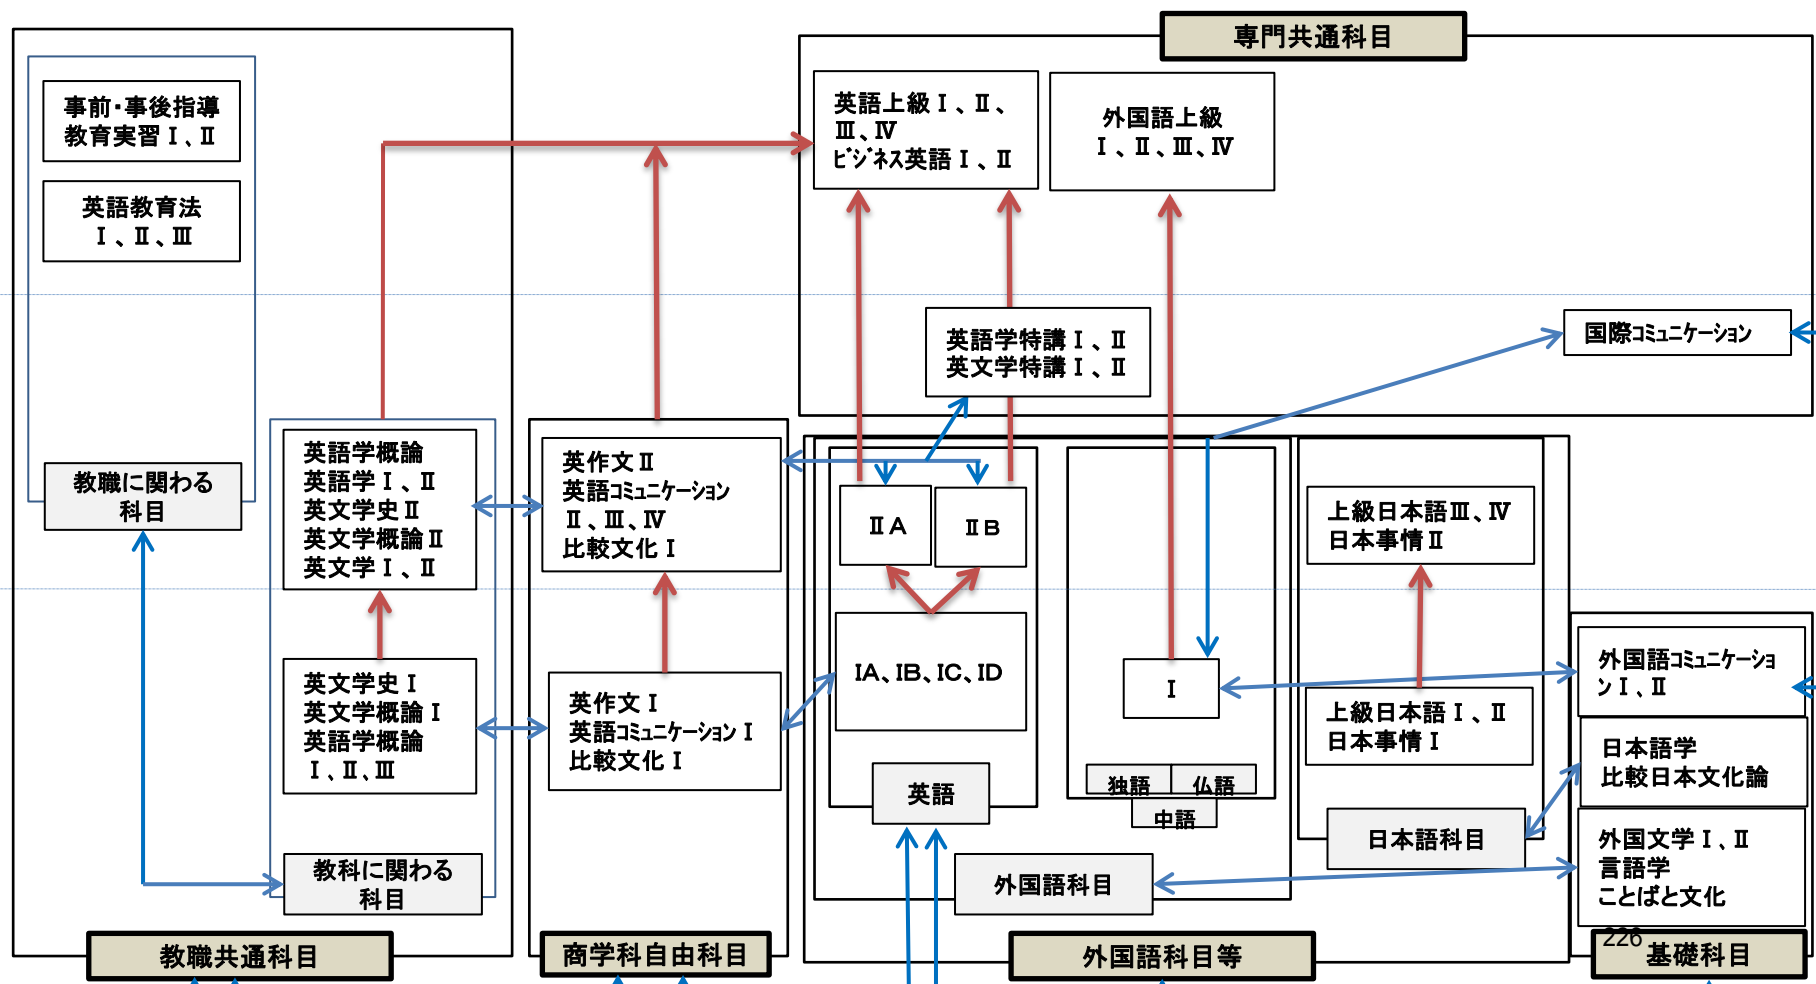 専門共通科目
事前・事後指導
教育実習Ⅰ、Ⅱ
英語教育法
Ⅰ、Ⅱ、Ⅲ
教職に関わる
科目
英語学概論
英語学Ⅰ、Ⅱ
英文学史Ⅱ
英文学概論Ⅱ
英文学Ⅰ、Ⅱ
英文学史Ⅰ
英文学概論Ⅰ
英語学概論
Ⅰ、Ⅱ、Ⅲ
教科に関わる
科目
教職共通科目
英作文Ⅱ
英語ｺﾐｭﾆｹｰｼｮﾝ
Ⅱ、Ⅲ、Ⅳ
比較文化Ⅰ
英作文Ⅰ
英語ｺﾐｭﾆｹｰｼｮﾝⅠ
比較文化Ⅰ
商学科自由科目
英語上級Ⅰ、Ⅱ、
Ⅲ、Ⅳ
ﾋﾞｼﾞﾈｽ英語Ⅰ、Ⅱ
外国語上級
Ⅰ、Ⅱ、Ⅲ、Ⅳ
英語学特講Ⅰ、Ⅱ
英文学特講Ⅰ、Ⅱ
国際ｺﾐｭﾆｹｰｼｮﾝ
ⅡA
ⅡB
ⅠA、ⅠB、ⅠC、ⅠD
英語
Ⅰ
独語
仏語
中語
外国語科目
上級日本語Ⅲ、Ⅳ
日本事情Ⅱ
上級日本語Ⅰ、Ⅱ
日本事情Ⅰ
日本語科目
外国語科目等
外国語ｺﾐｭﾆｹｰｼｮ
ﾝⅠ、Ⅱ
日本語学
比較日本文化論
外国文学Ⅰ、Ⅱ
言語学
ことばと文化
226
基礎科目